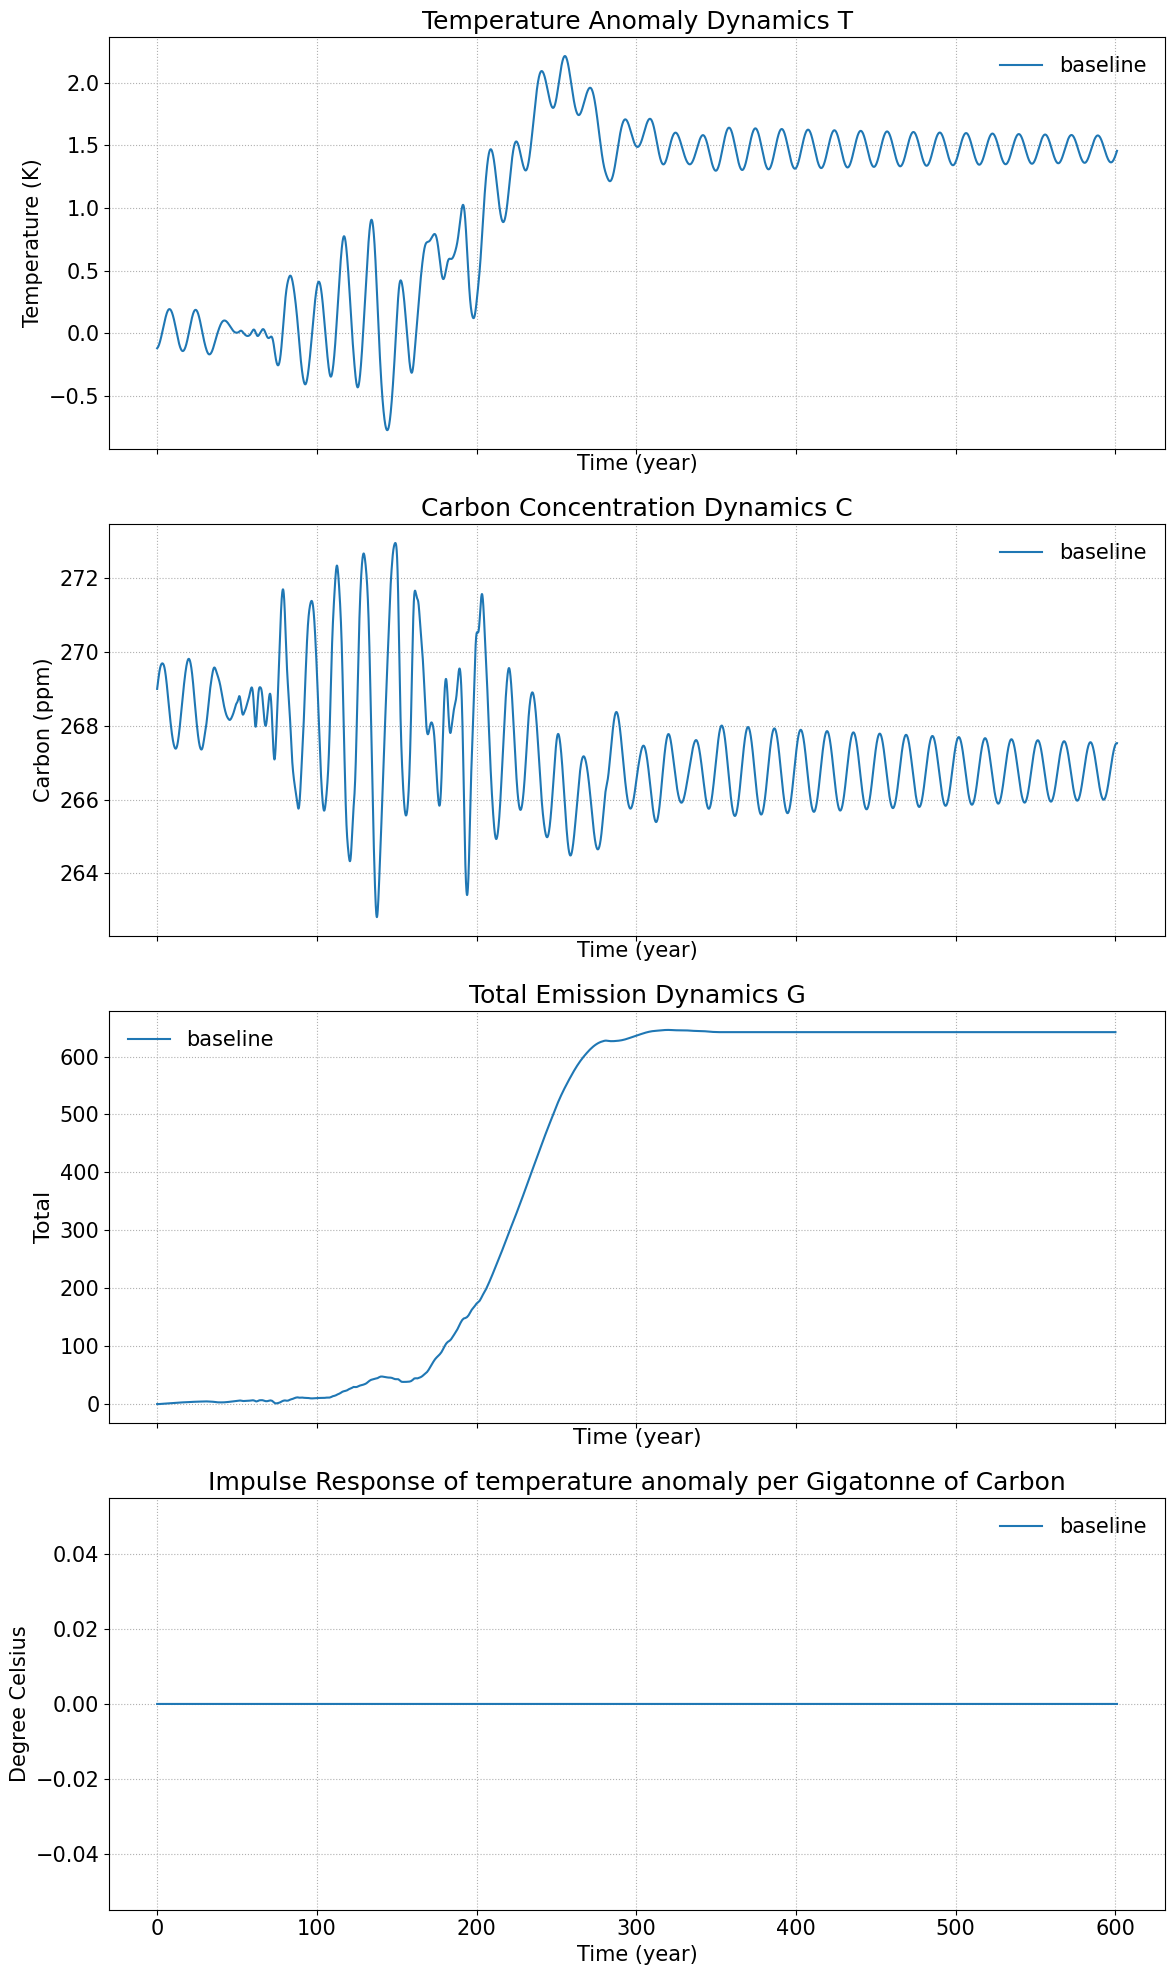 Temperature Anomaly Dynamics T
baseline
2.0
1.5
1.0
0.5
0.0
−0.5
Temperature (K)
Time (year)
Carbon Concentration Dynamics C
baseline
272
270
268
266
264
Carbon (ppm)
Time (year)
Total Emission Dynamics G
baseline
600
500
400
300
200
100
0
Total
Time (year)
Impulse Response of temperature anomaly per Gigatonne of Carbon
baseline
0.04
0.02
0.00
−0.02
−0.04
Degree Celsius
0 100 200 300 400 500 600
Time (year)